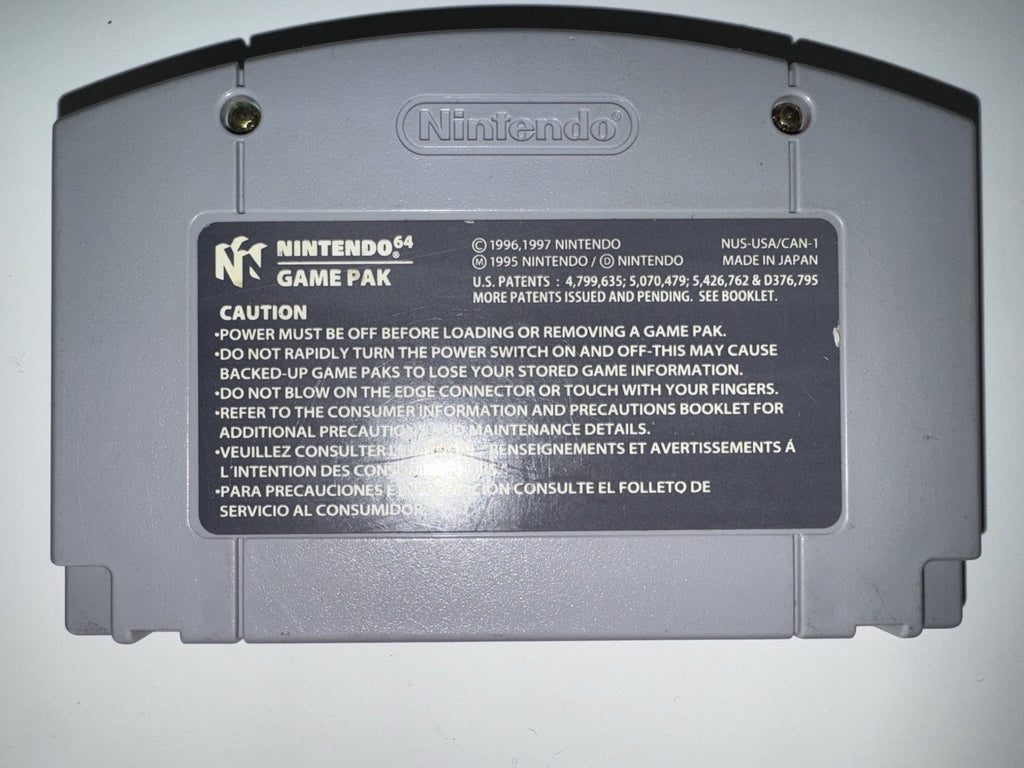 Nintendo®
NINTENDO64®
GAME PAK
© 1996,1997 NINTENDO
Ⓜ 1995 NINTENDO / Ⓓ NINTENDO
NUS-USA/CAN-1
MADE IN JAPAN
U.S. PATENTS : 4,799,635; 5,070,479; 5,426,762 & D376,795
MORE PATENTS ISSUED AND PENDING. SEE BOOKLET.
CAUTION
•POWER MUST BE OFF BEFORE LOADING OR REMOVING A GAME PAK.
•DO NOT RAPIDLY TURN THE POWER SWITCH ON AND OFF-THIS MAY CAUSE
BACKED-UP GAME PAKS TO LOSE YOUR STORED GAME INFORMATION.
•DO NOT BLOW ON THE EDGE CONNECTOR OR TOUCH WITH YOUR FINGERS.
•REFER TO THE CONSUMER INFORMATION AND PRECAUTIONS BOOKLET FOR
ADDITIONAL PRECAUTIONS AND MAINTENANCE DETAILS.
•VEUILLEZ CONSULTER RENSEIGNEMENTS ET AVERTISSEMENTS Á
L'INTENTION DES
•PARA PRECAUCIONES CONSULTE EL FOLLETO DE
SERVICIO AL CONSUMIDOR